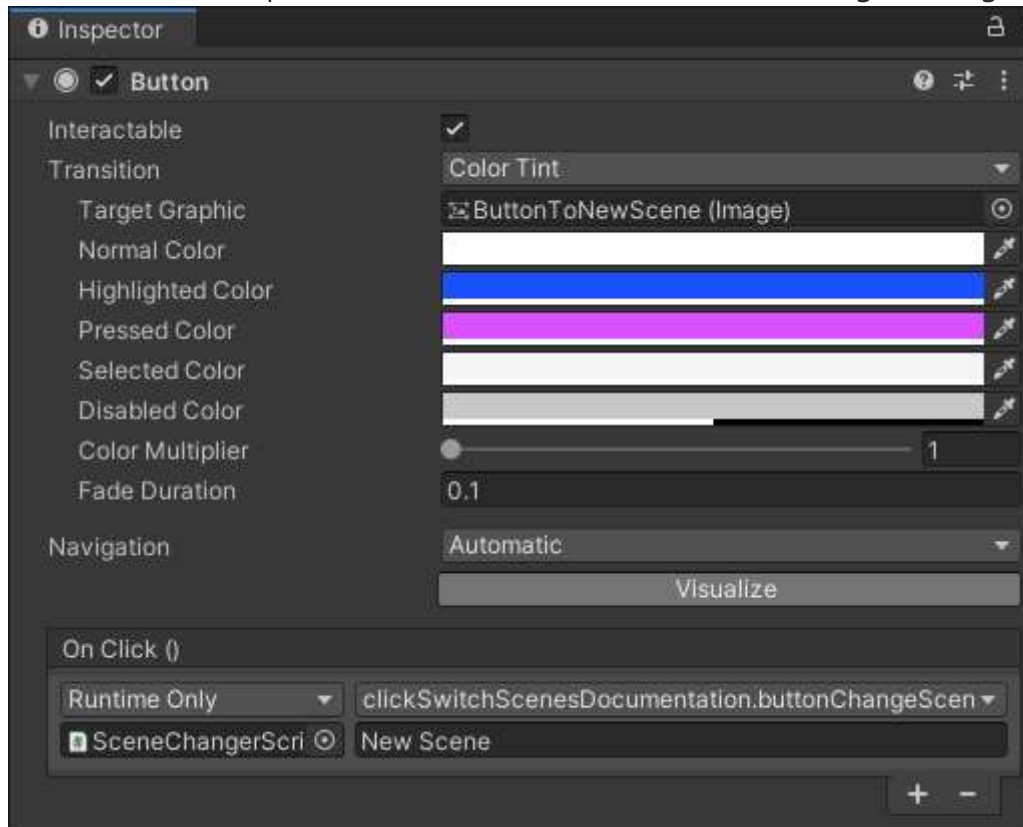 Inspector
Button
Interactable
Transition Color Tint
Target Graphic ButtonToNewScene (Image)
Normal Color
Highlighted Color
Pressed Color
Selected Color
Disabled Color
Color Multiplier 1
Fade Duration 0.1
Navigation Automatic
Visualize
On Click ()
Runtime Only clickSwitchScenesDocumentation.buttonChangeScen
SceneChangerScri New Scene